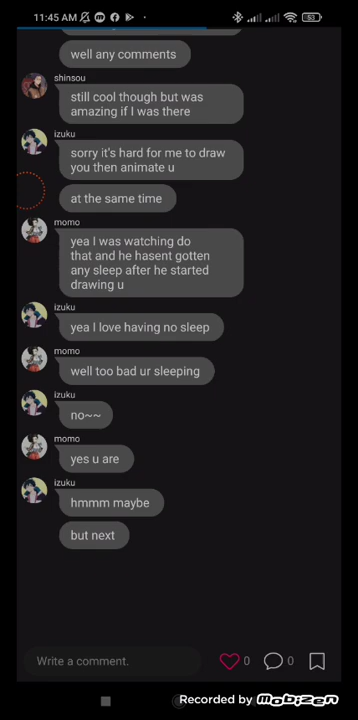 11:45 AM
53
well any comments
shinsou
still cool though but was
amazing if I was there
izuku
sorry it's hard for me to draw
you then animate u
at the same time
momo
yea I was watching do
that and he hasent gotten
any sleep after he started
drawing u
izuku
yea I love having no sleep
momo
well too bad ur sleeping
izuku
no~~
momo
yes u are
izuku
hmmm maybe
but next
Write a comment.
0
0
Recorded by mobizen